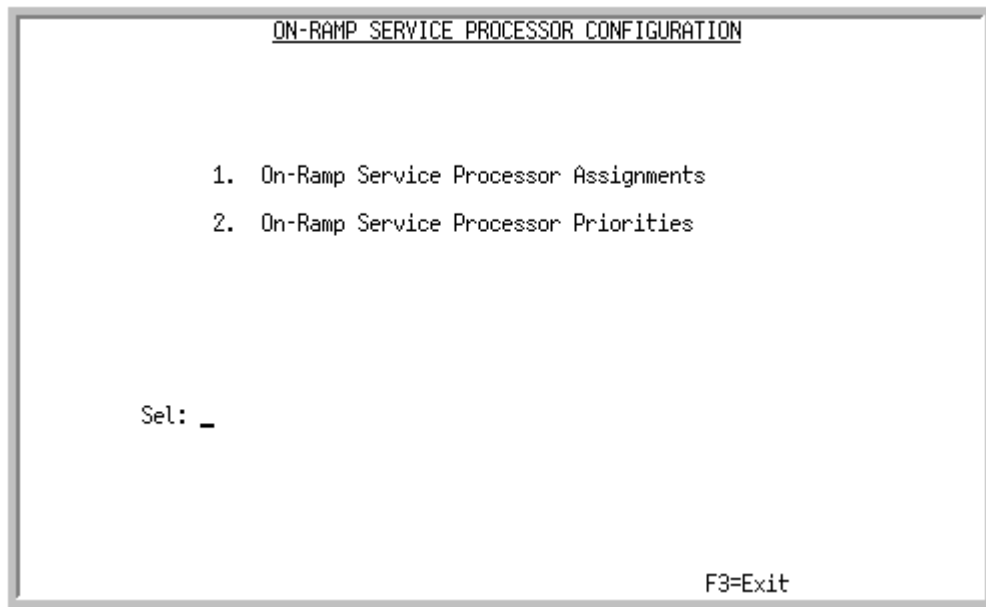 ON-RAMP SERVICE PROCESSOR CONFIGURATION
1. On-Ramp Service Processor Assignments
2. On-Ramp Service Processor Priorities
Sel: _
F3=Exit